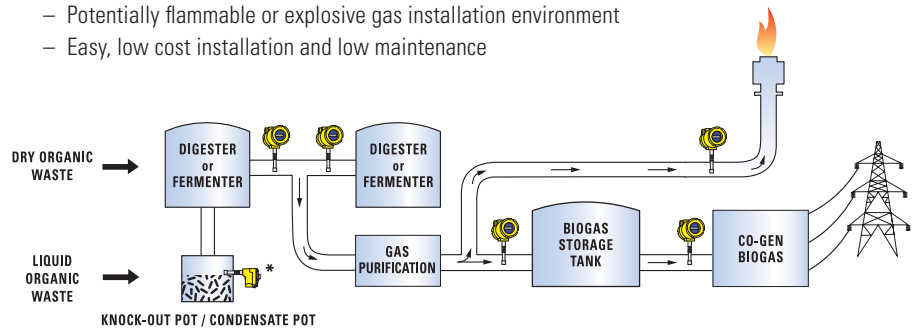 – Potentially flammable or explosive gas installation environment
– Easy, low cost installation and low maintenance
DRY ORGANIC
WASTE
DIGESTER
or
FERMENTER
DIGESTER
or
FERMENTER
LIQUID
ORGANIC
WASTE
*
KNOCK-OUT POT / CONDENSATE POT
GAS
PURIFICATION
BIOGAS
STORAGE
TANK
CO-GEN
BIOGAS